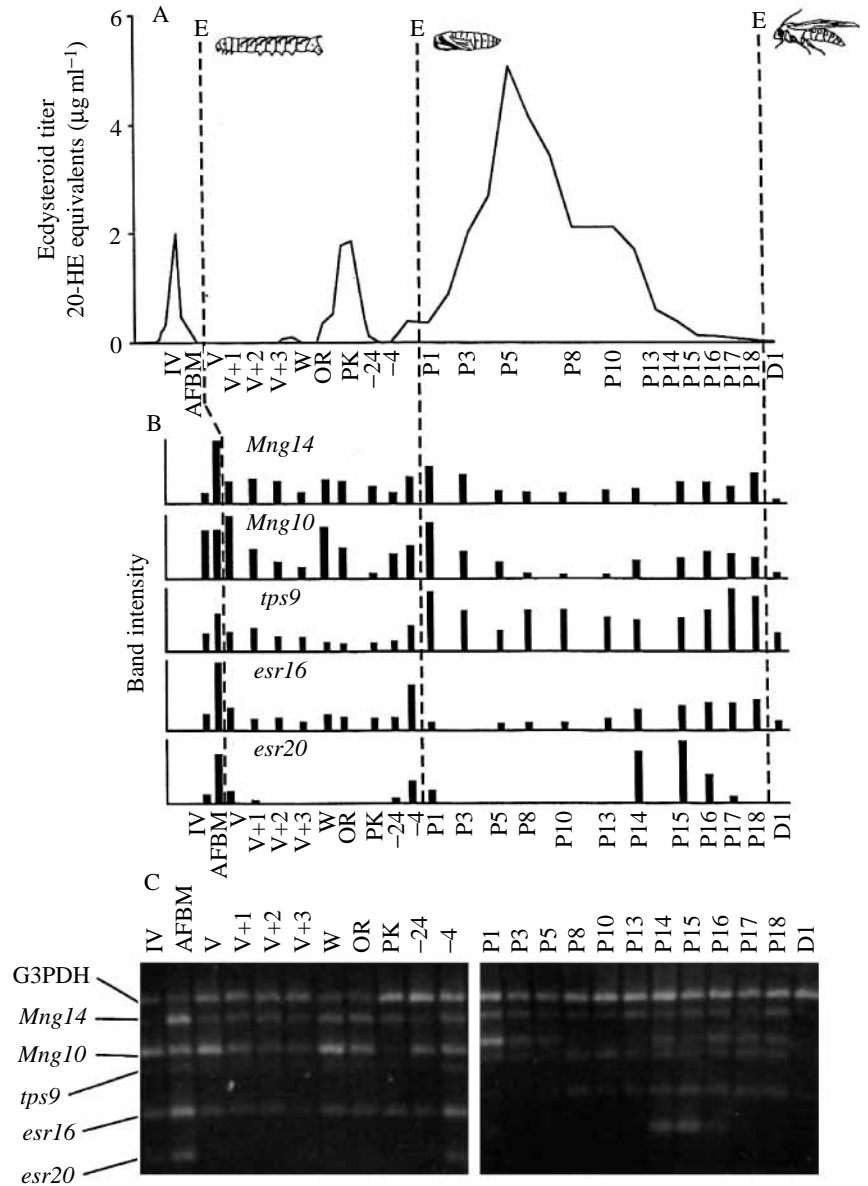 A
6
4
2
0
E
E
E
Ecdysteroid titer
20-HE equivalents (µg ml⁻¹)
IV
AFBM
V
V+1
V+2
V+3
W
OR
PK
−24
−4
P1
P3
P5
P8
P10
P13
P14
P15
P16
P17
P18
D1
B
Band intensity
Mng14
Mng10
tps9
esr16
esr20
IV
AFBM
V
V+1
V+2
V+3
W
OR
PK
−24
−4
P1
P3
P5
P8
P10
P13
P14
P15
P16
P17
P18
D1
C
IV
AFBM
V
V+1
V+2
V+3
W
OR
PK
−24
−4
P1
P3
P5
P8
P10
P13
P14
P15
P16
P17
P18
D1
G3PDH
Mng14
Mng10
tps9
esr16
esr20